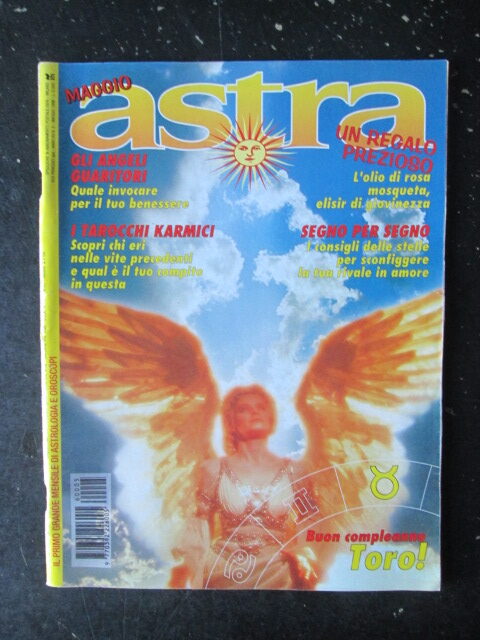 MAGGIO
astra
UN REGALO
PREZIOSO
L'olio di rosa
mosqueta,
elisir di giovinezza
GLI ANGELI
GUARITORI
Quale invocare
per il tuo benessere
I TAROCCHI KARMICI
Scopri chi eri
nelle vite precedenti
e qual è il tuo compito
in questa
SEGNO PER SEGNO
I consigli delle stelle
per sconfiggere
la tua rivale in amore
Buon compleanno
Toro!
IL PRIMO GRANDE MENSILE DI ASTROLOGIA E OROSCOPI
60005